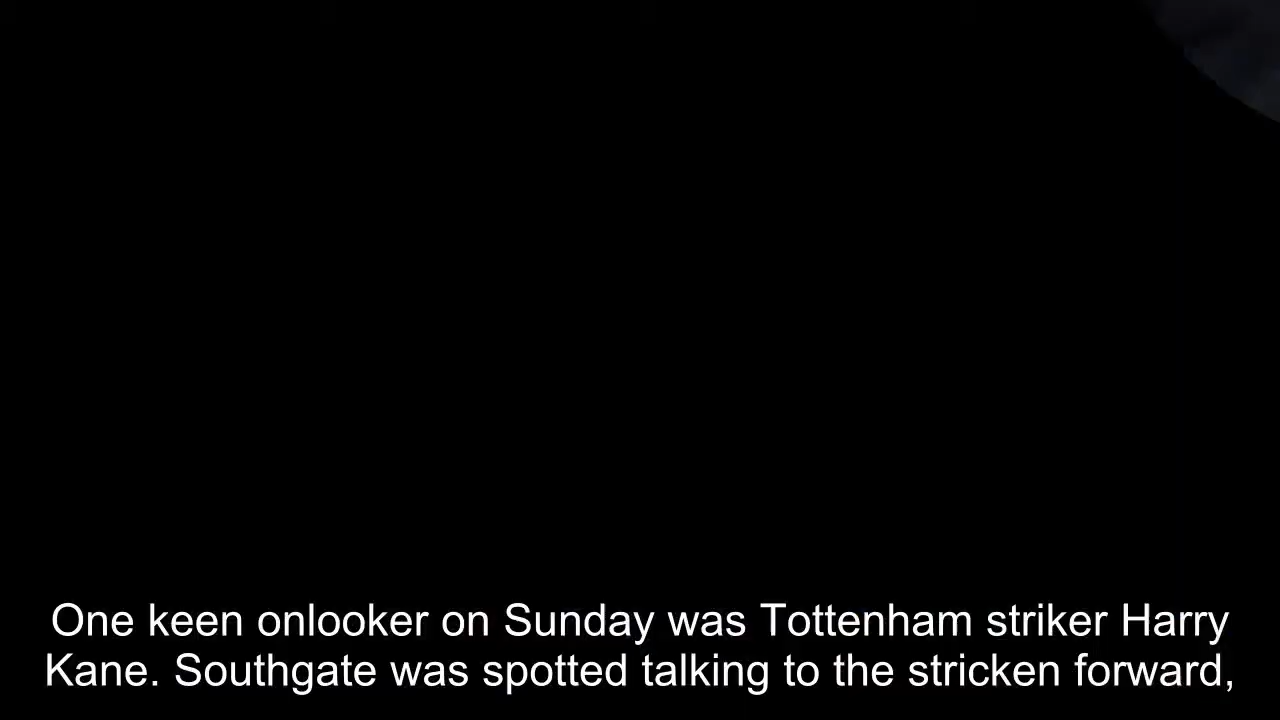 One keen onlooker on Sunday was Tottenham striker Harry
Kane. Southgate was spotted talking to the stricken forward,